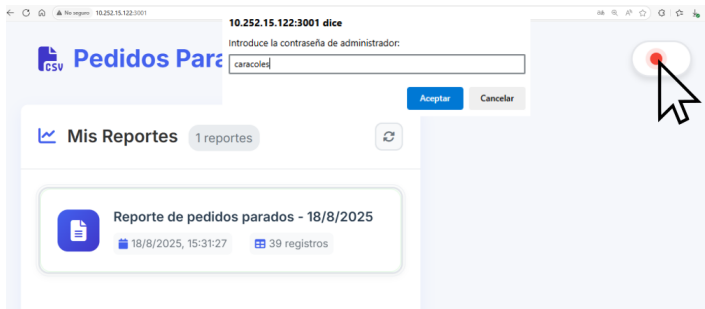 No seguro 10.252.15.122:3001
10.252.15.122:3001 dice
Introduce la contraseña de administrador:
caracoles
Aceptar Cancelar
CSV Pedidos Para
Mis Reportes 1 reportes
Reporte de pedidos parados - 18/8/2025
18/8/2025, 15:31:27 39 registros